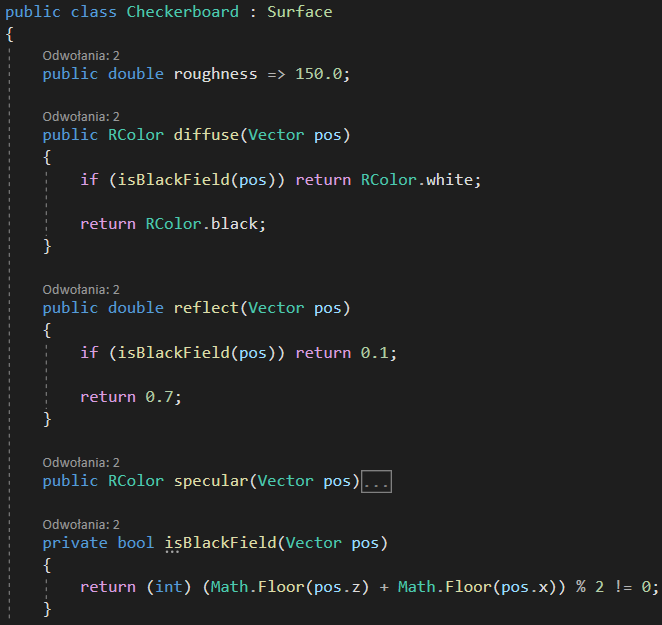 public class Checkerboard : Surface
{
Odwołania: 2
public double roughness => 150.0;
Odwołania: 2
public RColor diffuse(Vector pos)
{
if (isBlackField(pos)) return RColor.white;
return RColor.black;
}
Odwołania: 2
public double reflect(Vector pos)
{
if (isBlackField(pos)) return 0.1;
return 0.7;
}
Odwołania: 2
public RColor specular(Vector pos)...
Odwołania: 2
private bool isBlackField(Vector pos)
{
return (int) (Math.Floor(pos.z) + Math.Floor(pos.x)) % 2 != 0;
}